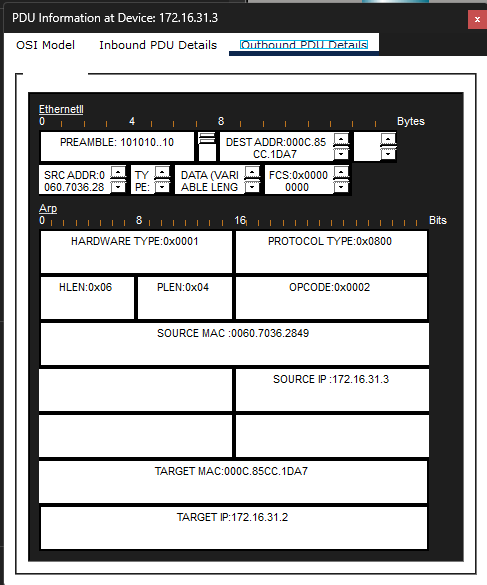 PDU Information at Device: 172.16.31.3
x
OSI Model Inbound PDU Details Outbound PDU Details
EthernetII
0 4 8 Bytes
PREAMBLE: 101010..10 DEST ADDR:000C.85
CC.1DA7
SRC ADDR:0 TY DATA (VARI FCS:0x0000
060.7036.28 PE: ABLE LENG 0000
Arp
0 8 16 Bits
HARDWARE TYPE:0x0001 PROTOCOL TYPE:0x0800
HLEN:0x06 PLEN:0x04 OPCODE:0x0002
SOURCE MAC :0060.7036.2849
SOURCE IP :172.16.31.3
TARGET MAC:000C.85CC.1DA7
TARGET IP:172.16.31.2